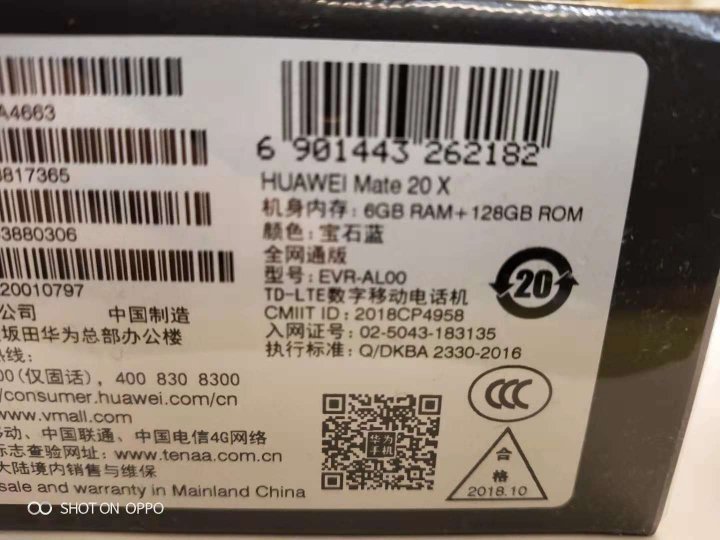 A4663
817365
3880306
20010797
公司 中国制造
坂田华为总部办公楼
热线:
00(仅固话), 400 830 8300
/consumer.huawei.com/cn
www.vmall.com
移动、中国联通、中国电信4G网络
标志查验网址: www.tenaa.com.cn
大陆境内销售与维保
sale and warranty in Mainland China
6 901443 262182
HUAWEI Mate 20 X
机身内存: 6GB RAM+128GB ROM
颜色: 宝石蓝
全网通版
型号: EVR-AL00
TD-LTE数字移动电话机
CMIIT ID: 2018CP4958
入网证号: 02-5043-183135
执行标准: Q/DKBA 2330-2016
20
CCC
华为
手机
合
格
2018.10
SHOT ON OPPO